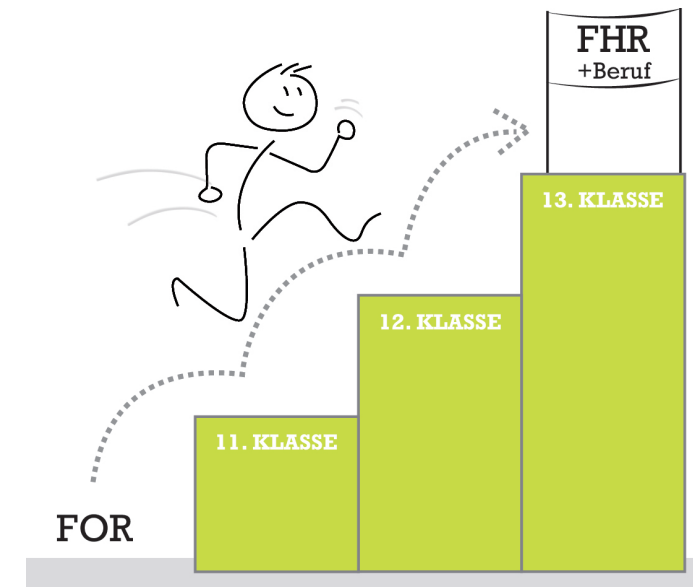 FHR
+Beruf
13. KLASSE
12. KLASSE
11. KLASSE
FOR